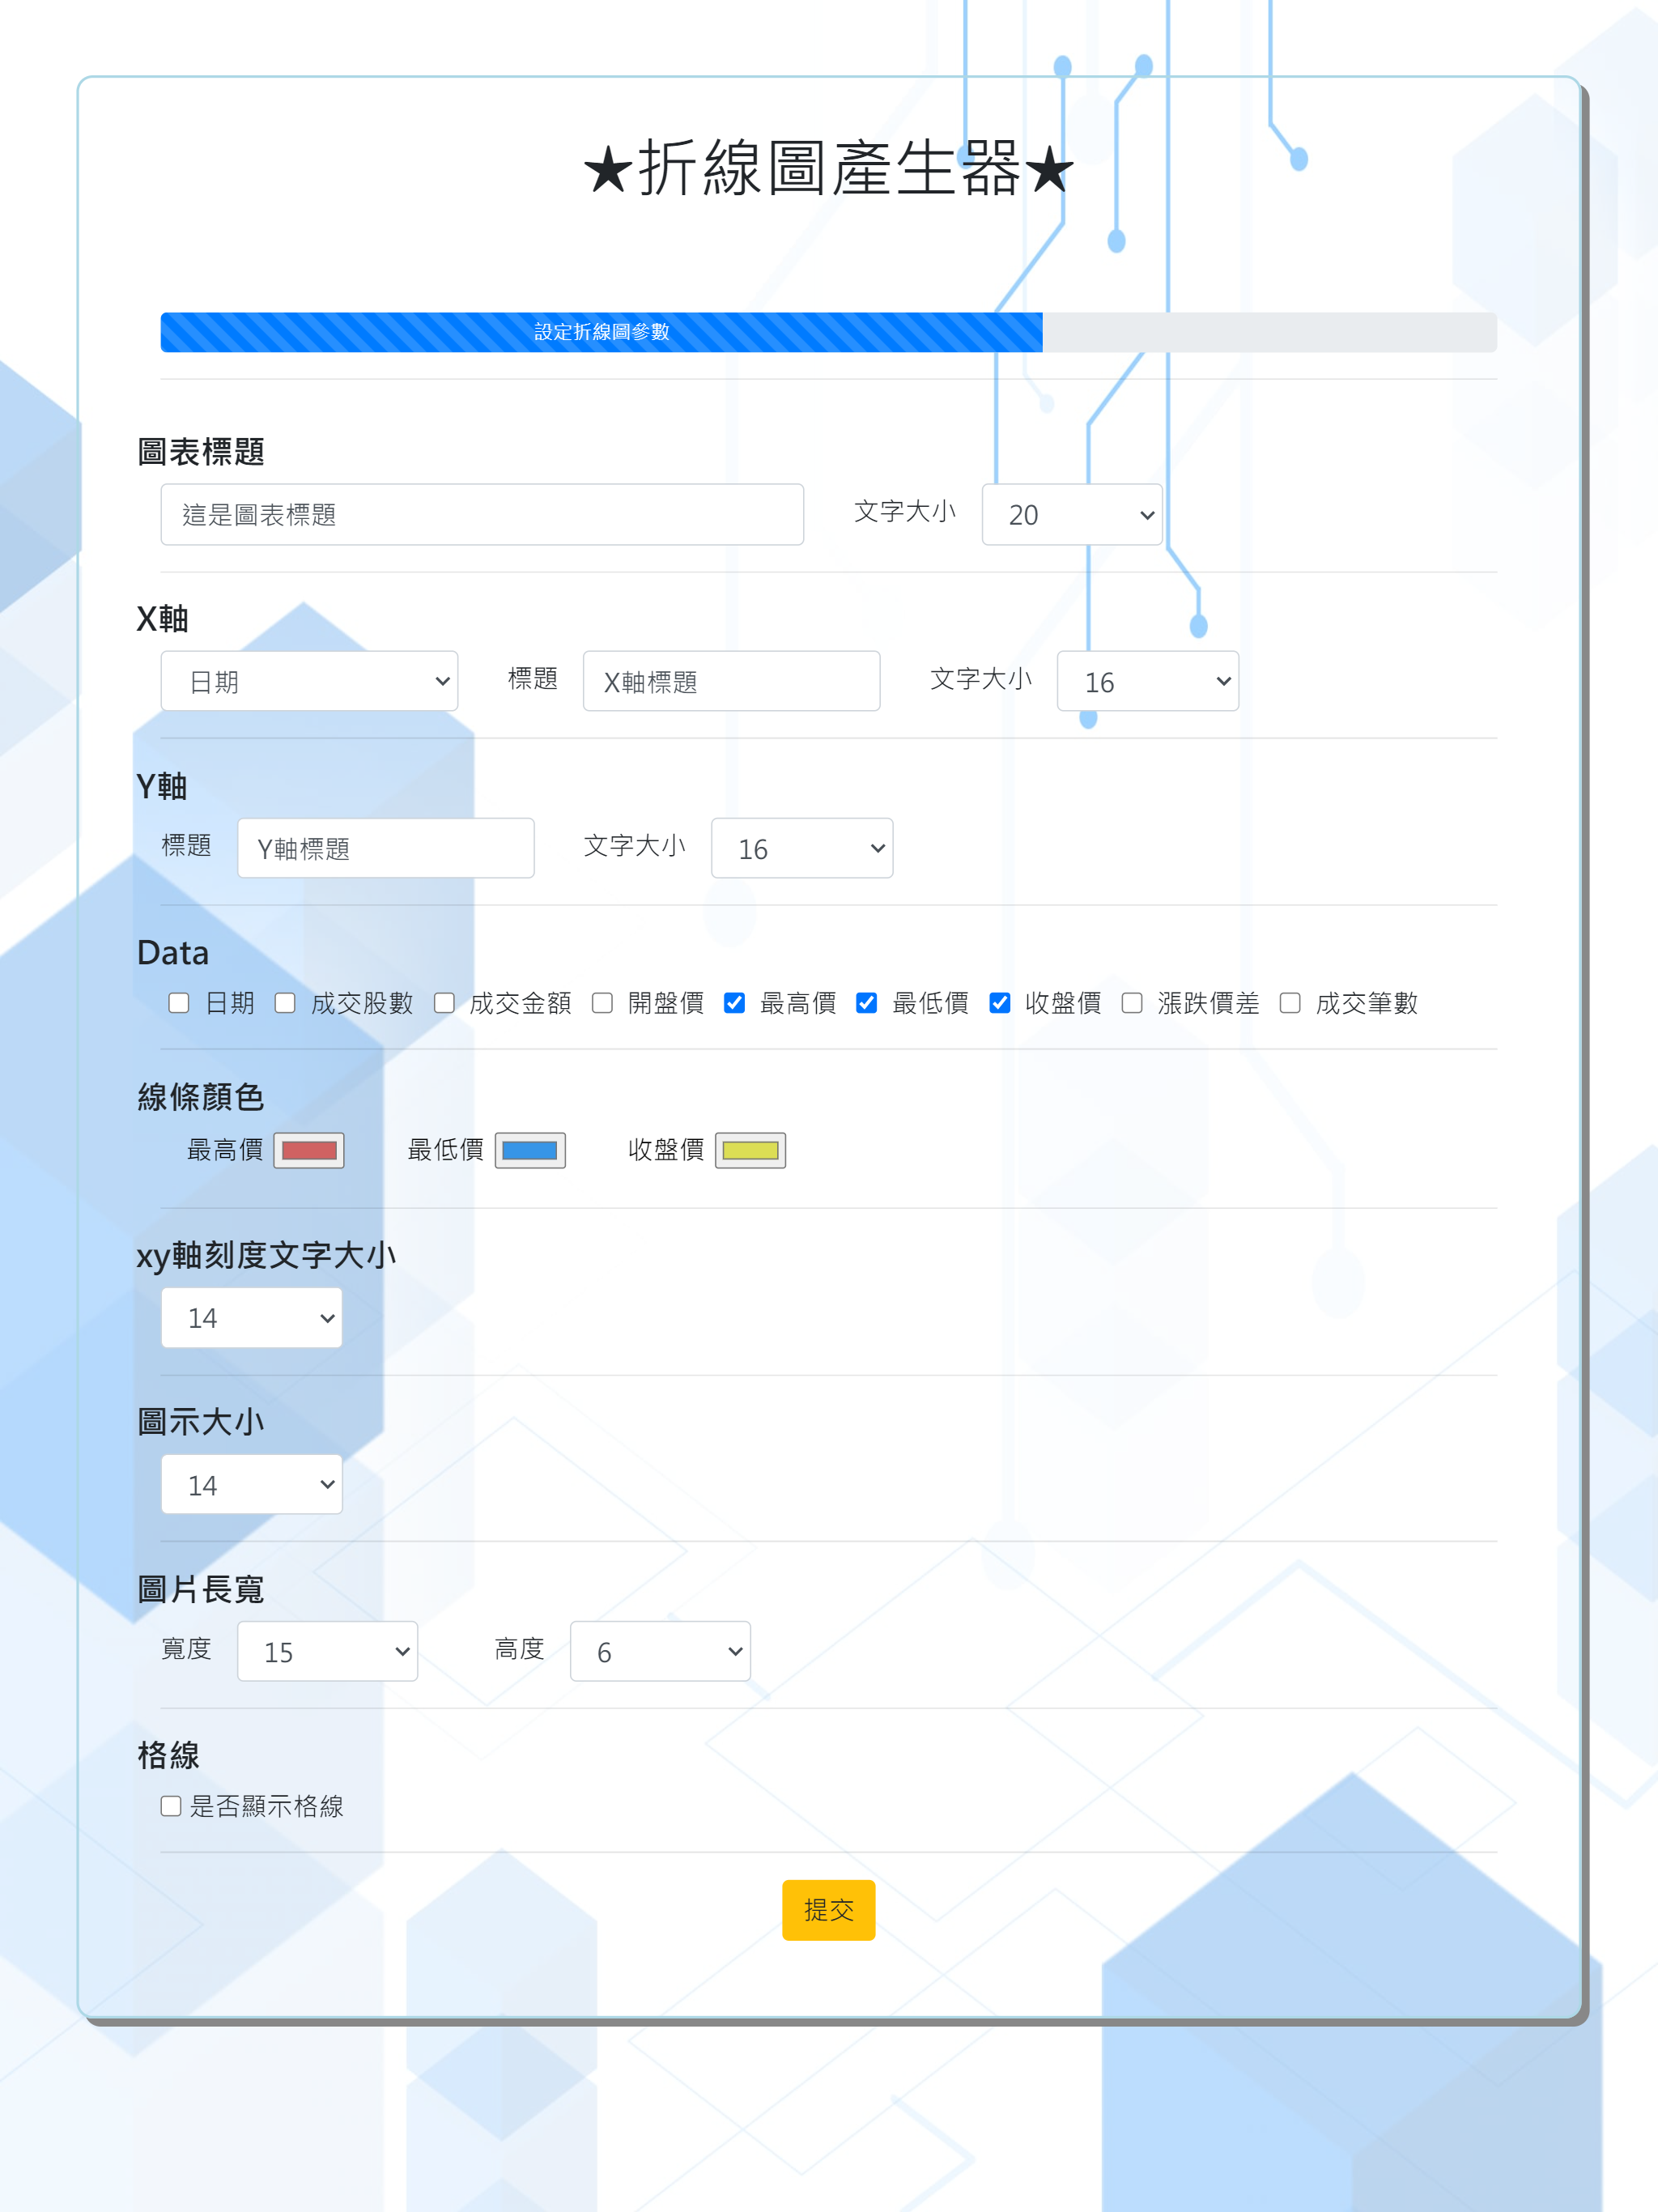 ★折線圖產生器★
設定折線圖參數
圖表標題
這是圖表標題 文字大小 20
X軸
日期 標題 X軸標題 文字大小 16
Y軸
標題 Y軸標題 文字大小 16
Data
日期 成交股數 成交金額 開盤價 最高價 最低價 收盤價 漲跌價差 成交筆數
線條顏色
最高價 最低價 收盤價
xy軸刻度文字大小
14
圖示大小
14
圖片長寬
寬度 15 高度 6
格線
是否顯示格線
提交